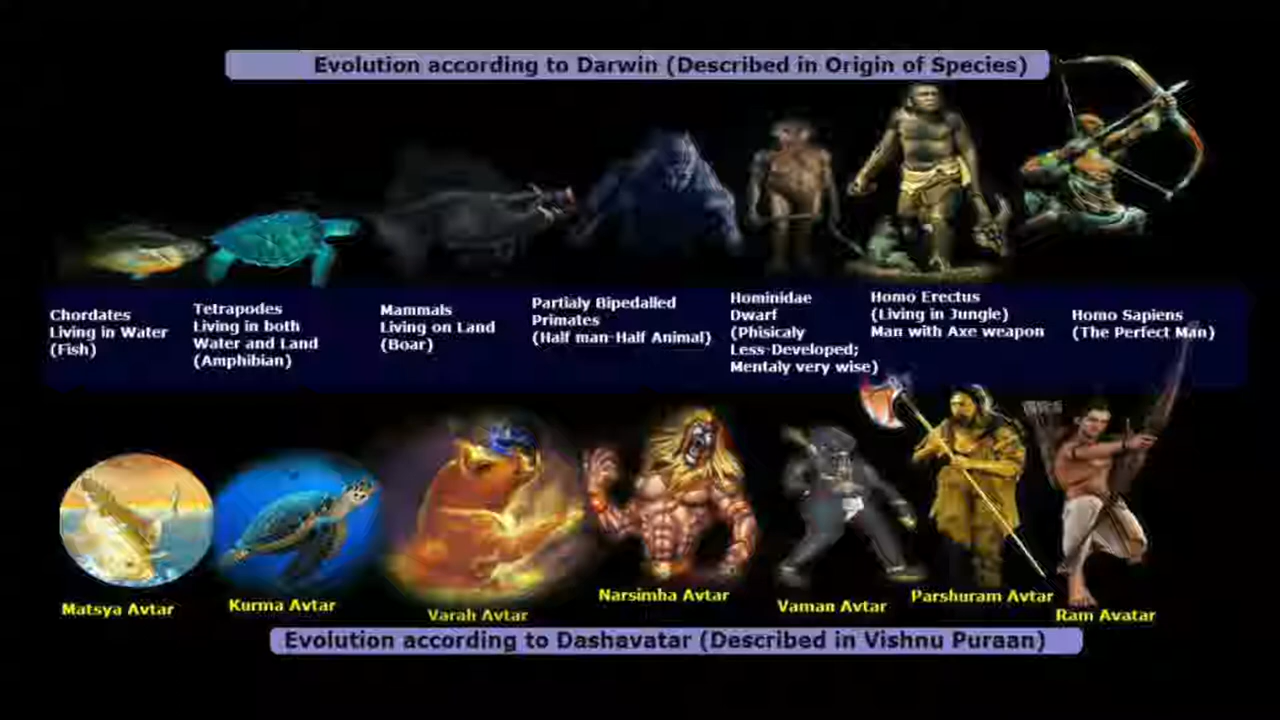 Evolution according to Darwin (Described in Origin of Species)
Chordates
Living in Water
(Fish)
Tetrapodes
Living in both
Water and Land
(Amphibian)
Mammals
Living on Land
(Boar)
Partialy Bipedalled
Primates
(Half man-Half Animal)
Hominidae
Dwarf
(Phisicaly
Less-Developed;
Mentaly very wise)
Homo Erectus
(Living in Jungle)
Man with Axe weapon
Homo Sapiens
(The Perfect Man)
Matsya Avtar
Kurma Avtar
Varah Avtar
Narsimha Avtar
Vaman Avtar
Parshuram Avtar
Ram Avatar
Evolution according to Dashavatar (Described in Vishnu Puraan)